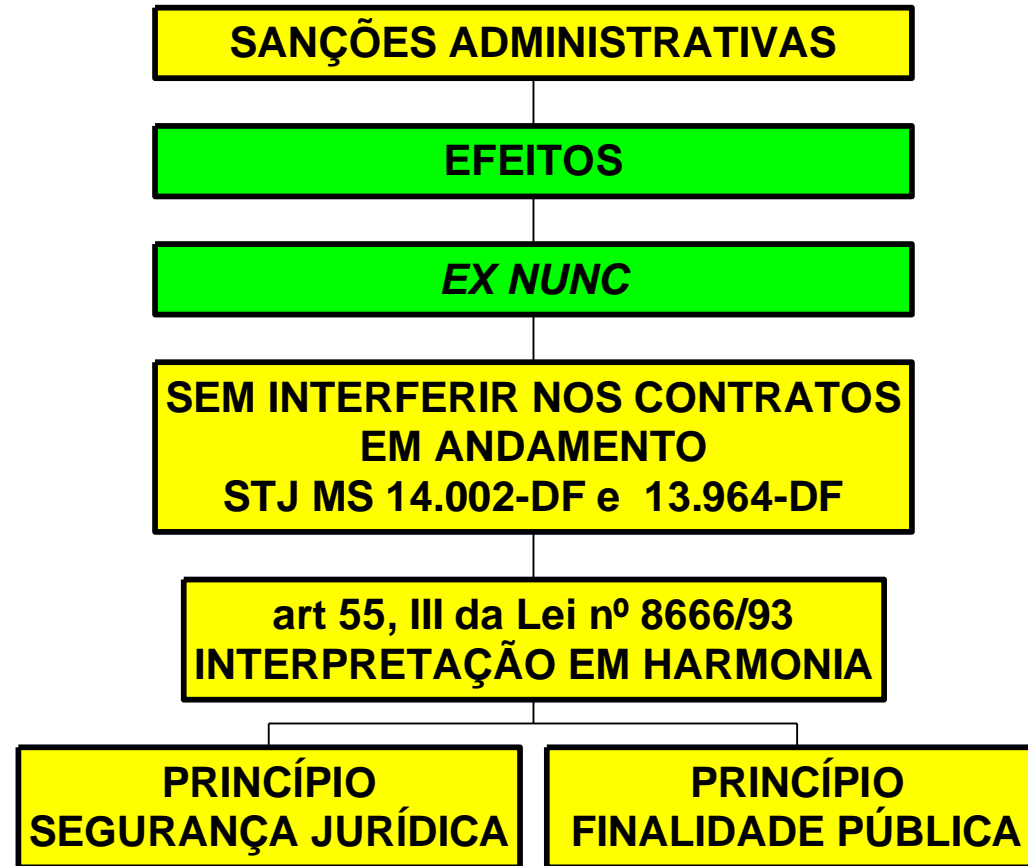 SANÇÕES ADMINISTRATIVAS
EFEITOS
EX NUNC
SEM INTERFERIR NOS CONTRATOS
EM ANDAMENTO
STJ MS 14.002-DF e 13.964-DF
art 55, III da Lei nº 8666/93
INTERPRETAÇÃO EM HARMONIA
PRINCÍPIO
SEGURANÇA JURÍDICA
PRINCÍPIO
FINALIDADE PÚBLICA